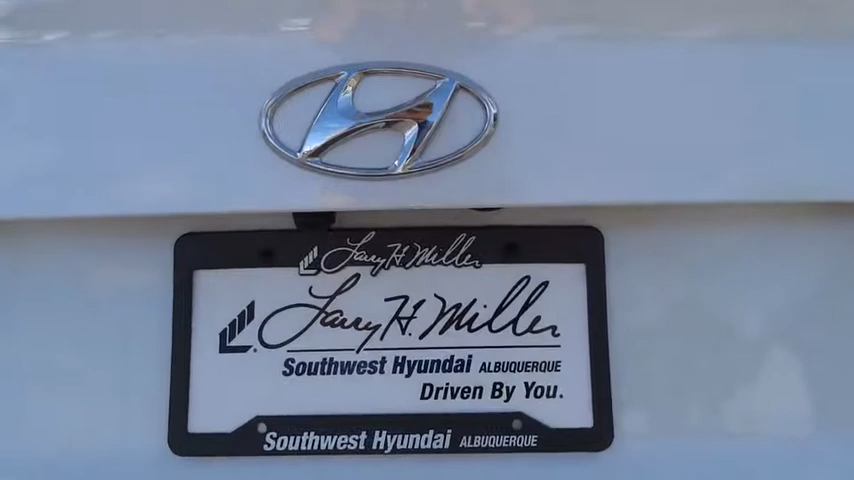 Larry H. Miller
Larry H. Miller
Southwest Hyundai ALBUQUERQUE
Driven By You.
Southwest Hyundai ALBUQUERQUE